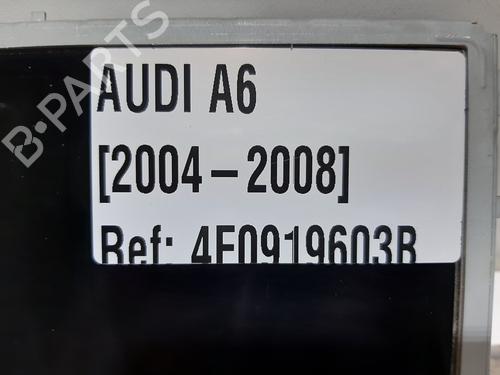 AUDI A6
[2004-2008]
Ref: 4F0919603B
B-PARTS